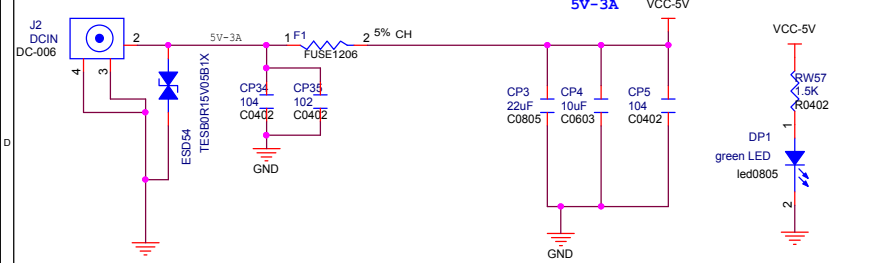 5V-3A
VCC-5V
J2
DCIN
DC-006
2
4
3
5V-3A
1
F1
2
5% CH
FUSE1206
VCC-5V
RW57
1.5K
R0402
ESD54
TESB0R15V05B1X
CP34
104
C0402
CP35
102
C0402
GND
CP3
22uF
C0805
CP4
10uF
C0603
CP5
104
C0402
GND
1
DP1
green LED
led0805
2
D